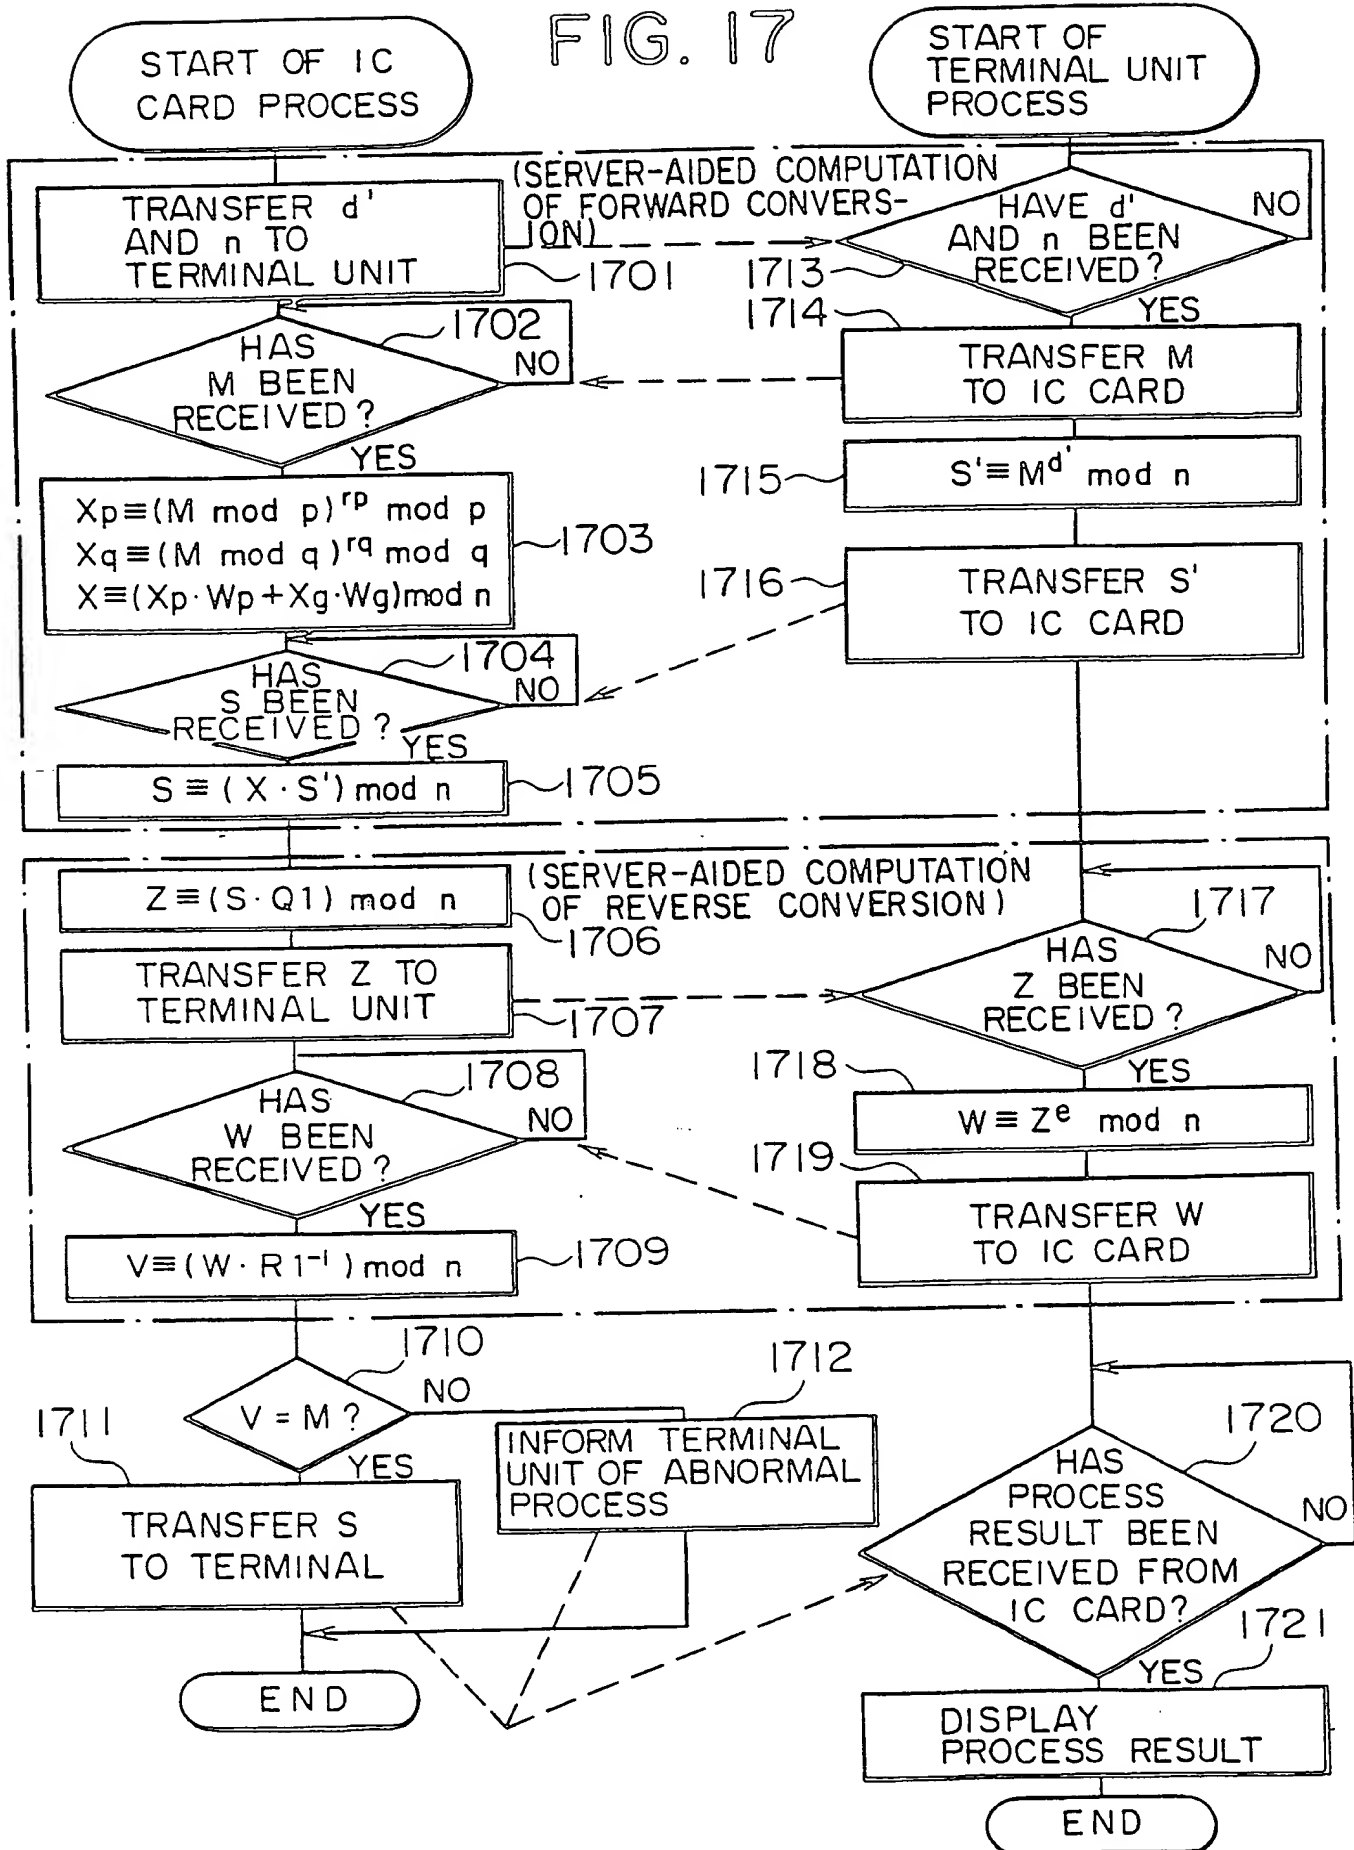 FIG. 17
START OF IC
CARD PROCESS
START OF
TERMINAL UNIT
PROCESS
(SERVER-AIDED COMPUTATION
OF FORWARD CONVERS-
ION)
TRANSFER d'
AND n TO
TERMINAL UNIT
1701
HAVE d'
AND n BEEN
RECEIVED?
NO
1713
YES
1702
HAS
M BEEN
RECEIVED?
NO
YES
1714
TRANSFER M
TO IC CARD
Xp≡(M mod p)^rp mod p
Xq≡(M mod q)^rq mod q
X≡(Xp·Wp+Xg·Wg)mod n
1703
1715
S'≡M^d' mod n
1716
TRANSFER S'
TO IC CARD
1704
HAS
S BEEN
RECEIVED?
NO
YES
S≡(X·S')mod n
1705
Z≡(S·Q1) mod n
1706
(SERVER-AIDED COMPUTATION
OF REVERSE CONVERSION)
TRANSFER Z TO
TERMINAL UNIT
1707
1717
HAS
Z BEEN
RECEIVED?
NO
YES
1708
HAS
W BEEN
RECEIVED?
NO
YES
1718
W≡Z^e mod n
1719
TRANSFER W
TO IC CARD
V≡(W·R1^-1)mod n
1709
1710
V=M?
NO
YES
1711
TRANSFER S
TO TERMINAL
1712
INFORM TERMINAL
UNIT OF ABNORMAL
PROCESS
END
1720
HAS
PROCESS
RESULT BEEN
RECEIVED FROM
IC CARD?
NO
YES
1721
DISPLAY
PROCESS RESULT
END